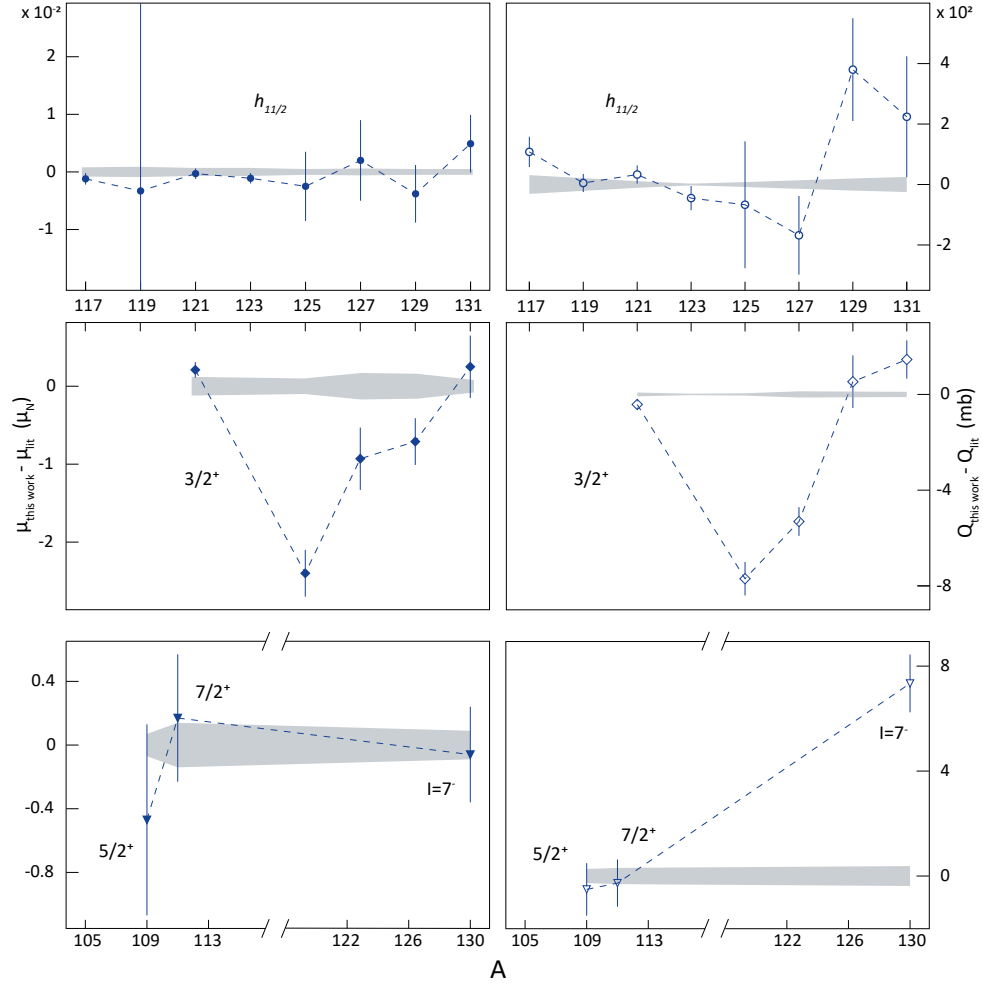 x 10⁻²
2
1
0
-1
h₁₁/₂
117 119 121 123 125 127 129 131
x 10²
4
2
0
-2
h₁₁/₂
117 119 121 123 125 127 129 131
0
-1
-2
3/2⁺
μthis work - μlit (μN)
0
-4
-8
3/2⁺
Qthis work - Qlit (mb)
0.4
0
-0.4
-0.8
7/2⁺
I=7⁻
5/2⁺
105 109 113 122 126 130
8
4
0
I=7⁻
7/2⁺
5/2⁺
105 109 113 122 126 130
A